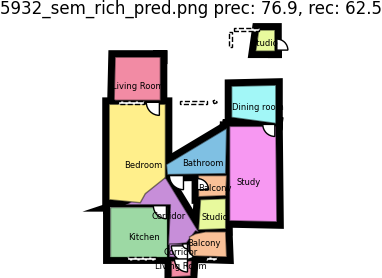 5932_sem_rich_pred.png prec: 76.9, rec: 62.5
Studio
Living Room
Dining room
Bedroom
Bathroom
Study
Balcony
Corridor
Studio
Kitchen
Balcony
Corridor
Living Room